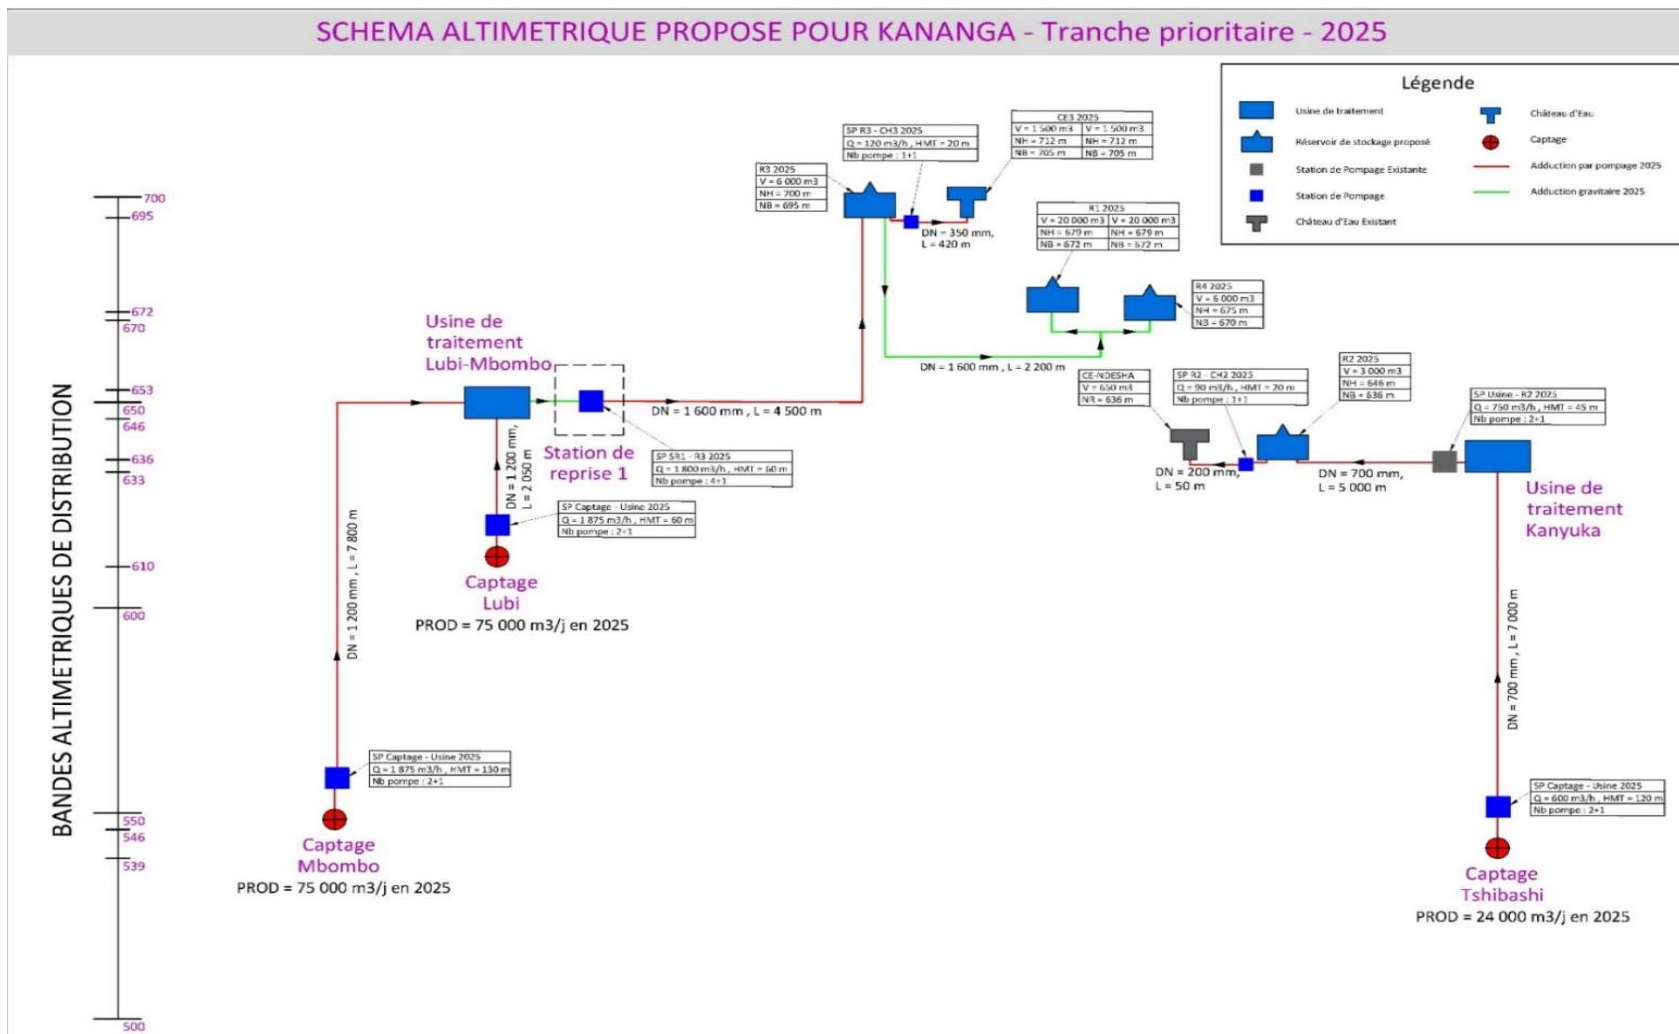 SCHEMA ALTIMETRIQUE PROPOSE POUR KANANGA - Tranche prioritaire - 2025
Légende
Usine de traitement
Château d'Eau
Réservoir de stockage proposé
Captage
Station de Pompage Existante
Adduction par pompage 2025
Station de Pompage
Adduction gravitaire 2025
Château d'Eau Existant
BANDES ALTIMETRIQUES DE DISTRIBUTION
700
695
672
670
653
650
646
636
633
610
600
550
546
539
500
CE3 2025
V = 1 500 m3 V = 1 500 m3
NH = 712 m NH = 712 m
NB = 705 m NB = 705 m
SP R3 - CH3 2025
Q = 120 m3/h , HMT = 20 m
Nb pompe : 1+1
R3 2025
V = 6 000 m3
NH = 700 m
NB = 695 m
DN = 350 mm,
L = 420 m
R1 2025
V = 20 000 m3 V = 20 000 m3
NH = 679 m NH = 679 m
NB = 672 m NB = 672 m
R4 2025
V = 6 000 m3
NH = 675 m
NB = 670 m
DN = 1 600 mm , L = 2 200 m
Usine de
traitement
Lubi-Mbombo
DN = 1 600 mm , L = 4 500 m
Station de
reprise 1
SP SR1 - R3 2025
Q = 1 800 m3/h , HMT = 60 m
Nb pompe : 4+1
DN = 1 200 mm,
L = 2 050 m
SP Captage - Usine 2025
Q = 1 875 m3/h , HMT = 60 m
Nb pompe : 2+1
Captage
Lubi
PROD = 75 000 m3/j en 2025
DN = 1 200 mm , L = 7 800 m
SP Captage - Usine 2025
Q = 1 875 m3/h , HMT = 130 m
Nb pompe : 2+1
Captage
Mbombo
PROD = 75 000 m3/j en 2025
CE-NDESHA
V = 650 m3
NR = 636 m
SP R2 - CH2 2025
Q = 90 m3/h , HMT = 20 m
Nb pompe : 1+1
R2 2025
V = 3 000 m3
NH = 646 m
NB = 636 m
SP Usine - R2 2025
Q = 750 m3/h , HMT = 45 m
Nb pompe : 2+1
DN = 200 mm,
L = 50 m
DN = 700 mm,
L = 5 000 m
Usine de
traitement
Kanyuka
DN = 700 mm , L = 7 000 m
SP Captage - Usine 2025
Q = 600 m3/h , HMT = 120 m
Nb pompe : 2+1
Captage
Tshibashi
PROD = 24 000 m3/j en 2025